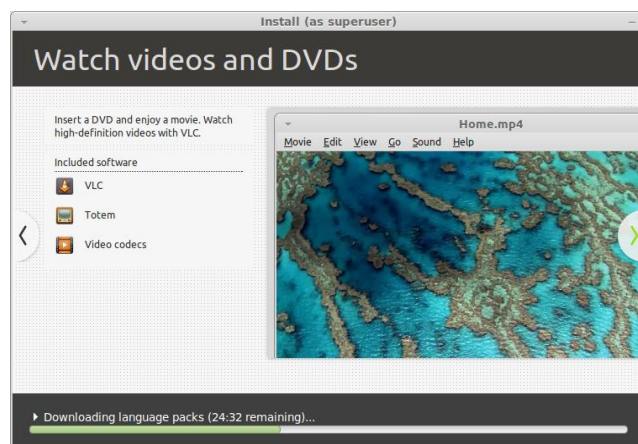 Install (as superuser)
Watch videos and DVDs
Insert a DVD and enjoy a movie. Watch
high-definition videos with VLC.
Included software
VLC
Totem
Video codecs
Home.mp4
Movie Edit View Go Sound Help
Downloading language packs (24:32 remaining)...